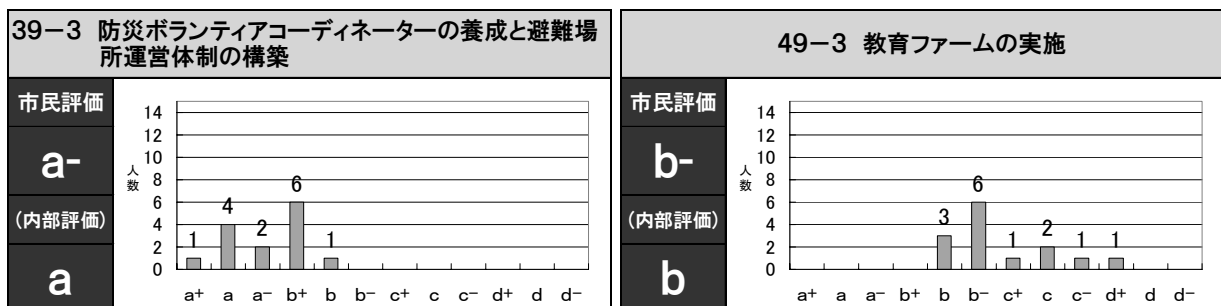 39－3 防災ボランティアコーディネーターの養成と避難場
所運営体制の構築
市民評価
a-
(内部評価)
a
人数
14
12
10
8
6
4
2
0
1
4
2
6
1
a+ a a- b+ b b- c+ c c- d+ d d-
49－3 教育ファームの実施
市民評価
b-
(内部評価)
b
人数
14
12
10
8
6
4
2
0
3
6
1
2
1
1
a+ a a- b+ b b- c+ c c- d+ d d-